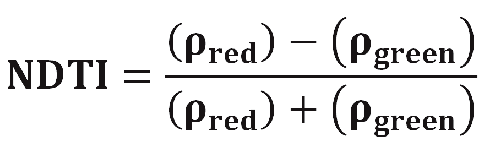 NDTI = (ρred) − (ρgreen) / (ρred) + (ρgreen)